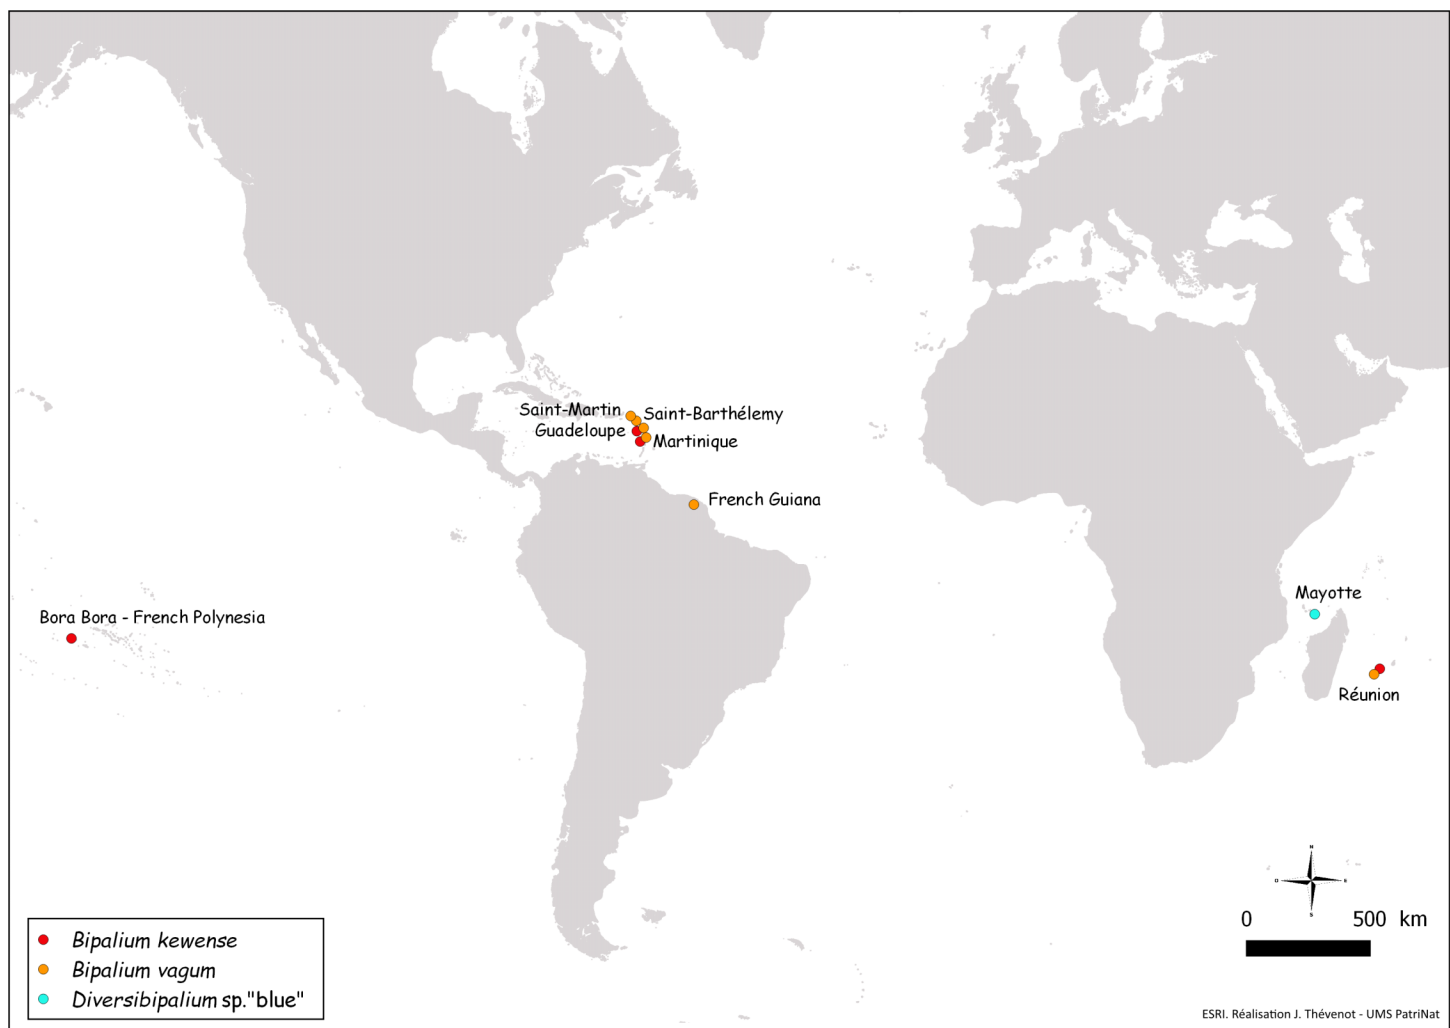 Saint-Martin
Saint-Barthélemy
Guadeloupe
Martinique
French Guiana
Mayotte
Bora Bora - French Polynesia
Réunion
N
O
E
S
0 500 km
Bipalium kewense
Bipalium vagum
Diversibipalium sp."blue"
ESRI. Réalisation J. Thévenot - UMS PatriNat